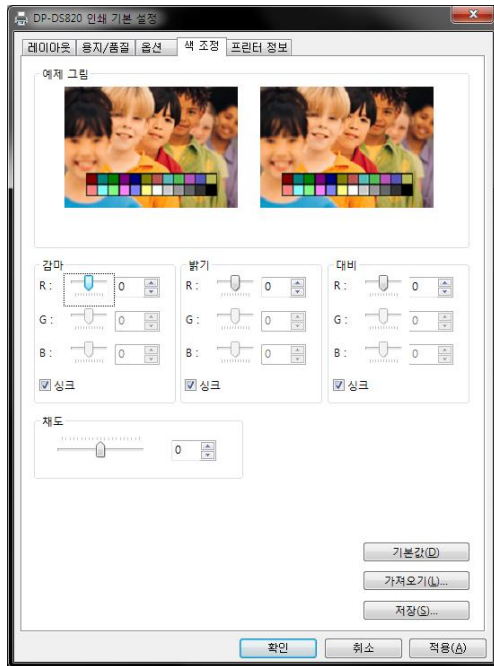 DP-DS820 인쇄 기본 설정
레이아웃 용지/품질 옵션 색 조정 프린터 정보
예제 그림
감마 밝기 대비
R : 0 R : 0 R : 0
G : 0 G : 0 G : 0
B : 0 B : 0 B : 0
싱크 싱크 싱크
채도
0
기본값(D)
가져오기(L)...
저장(S)...
확인 취소 적용(A)